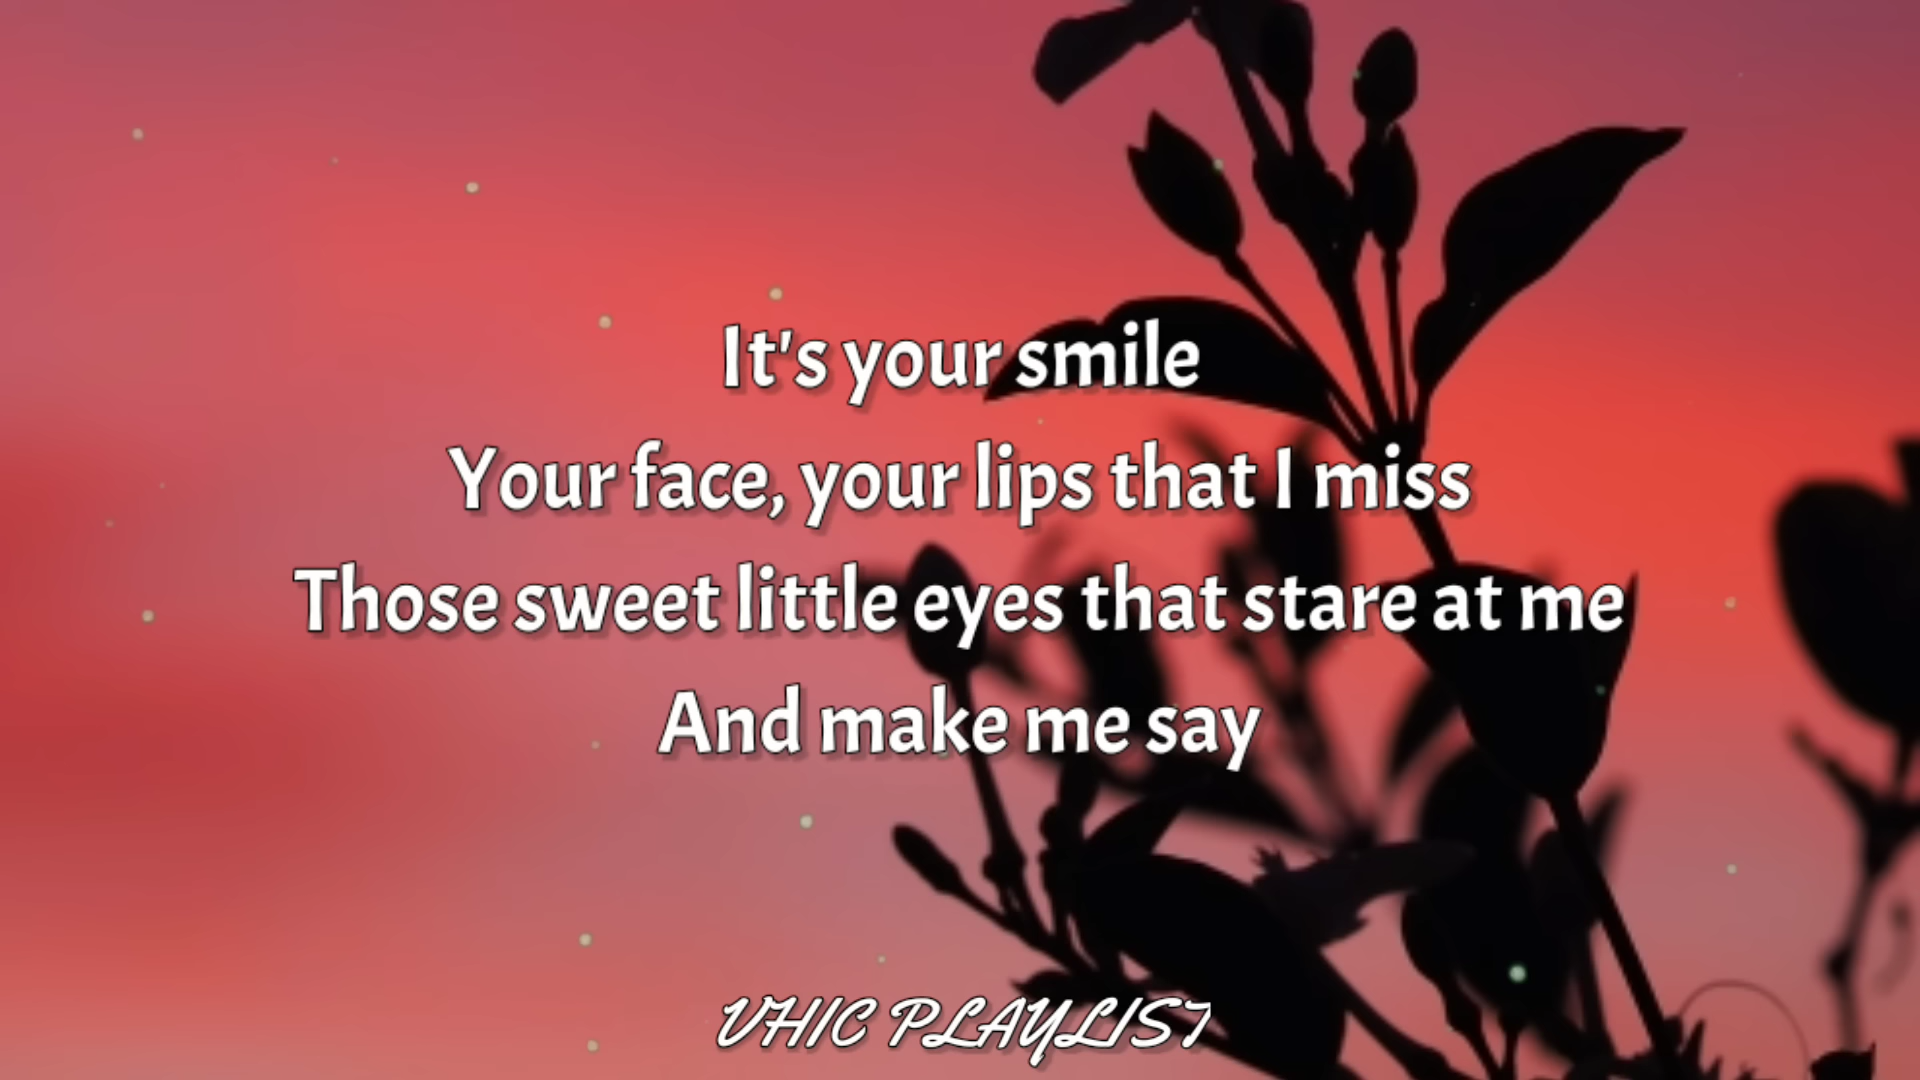 It's your smile
Your face, your lips that I miss
Those sweet little eyes that stare at me
And make me say
VHIC PLAYLIST